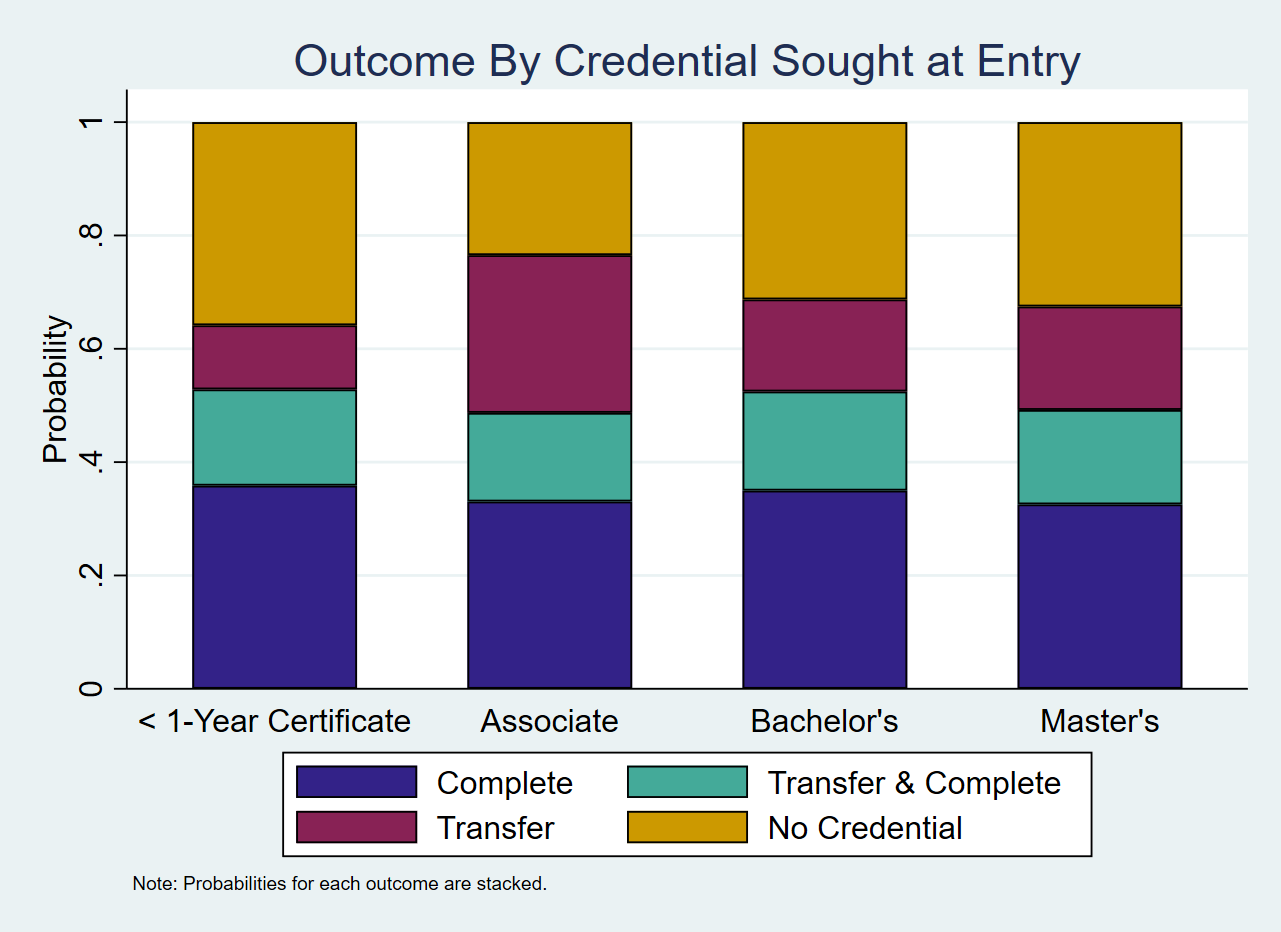 Outcome By Credential Sought at Entry
Probability
1
.8
.6
.4
.2
0
< 1-Year Certificate
Associate
Bachelor's
Master's
Complete
Transfer & Complete
Transfer
No Credential
Note: Probabilities for each outcome are stacked.